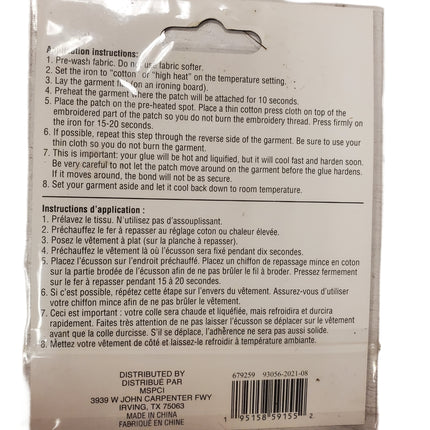 Application instructions:
1. Pre-wash fabric. Do not use fabric softer.
2. Set the iron to "cotton" or "high heat" on the temperature setting.
3. Lay the garment flat (on an ironing board).
4. Preheat the garment where the patch will be attached for 10 seconds.
5. Place the patch on the pre-heated spot. Place a thin cotton press cloth on top of the
embroidered part of the patch so you do not burn the embroidery thread. Press firmly on
the iron for 15-20 seconds.
6. If possible, repeat this step through the reverse side of the garment. Be sure to use your
thin cloth so you do not burn the garment.
7. This is important: your glue will be hot and liquified, but it will cool fast and harden soon.
Be very careful to not let the patch move around on the garment before the glue hardens.
If it moves around, the bond will not be as secure.
8. Set your garment aside and let it cool back down to room temperature.
Instructions d'application :
1. Prélavez le tissu. N'utilizes pas d'assouplissant.
2. Préchauffez le fer à repasser au réglage coton ou chaleur élevée.
3. Posez le vêtement à plat (sur la planche à repasser).
4. Préchauffez le vêtement là où l'écusson sera fixé pendant dix secondes.
5. Placez l'écusson sur l'endroit préchauffé. Placez un chiffon de repassage mince en coton
sur la partie brodée de l'écusson afin de ne pas brûler le fil à broder. Pressez fermement
sur le fer à repasser pendant 15 à 20 secondes.
6. Si c'est possible, répétez cette étape sur l'envers du vêtement. Assurez-vous d'utiliser
votre chiffon mince afin de ne pas brûler le vêtement.
7. Ceci est important : votre colle sera chaude et liquéfiée, mais refroidira et durcira
rapidement. Faites très attention de ne pas laisser l'écusson se déplacer sur le vêtement
avant que la colle durcisse. S'il se déplace, l'adhérence ne sera pas aussi solide.
8. Mettez votre vêtement de côté et laissez-le refroidir à température ambiante.
DISTRIBUTED BY
DISTRIBUÉ PAR
MSPCI
3939 W JOHN CARPENTER FWY
IRVING, TX 75063
MADE IN CHINA
FABRIQUÉ EN CHINE
679259 93056-2021-08
1 95158 59155 2